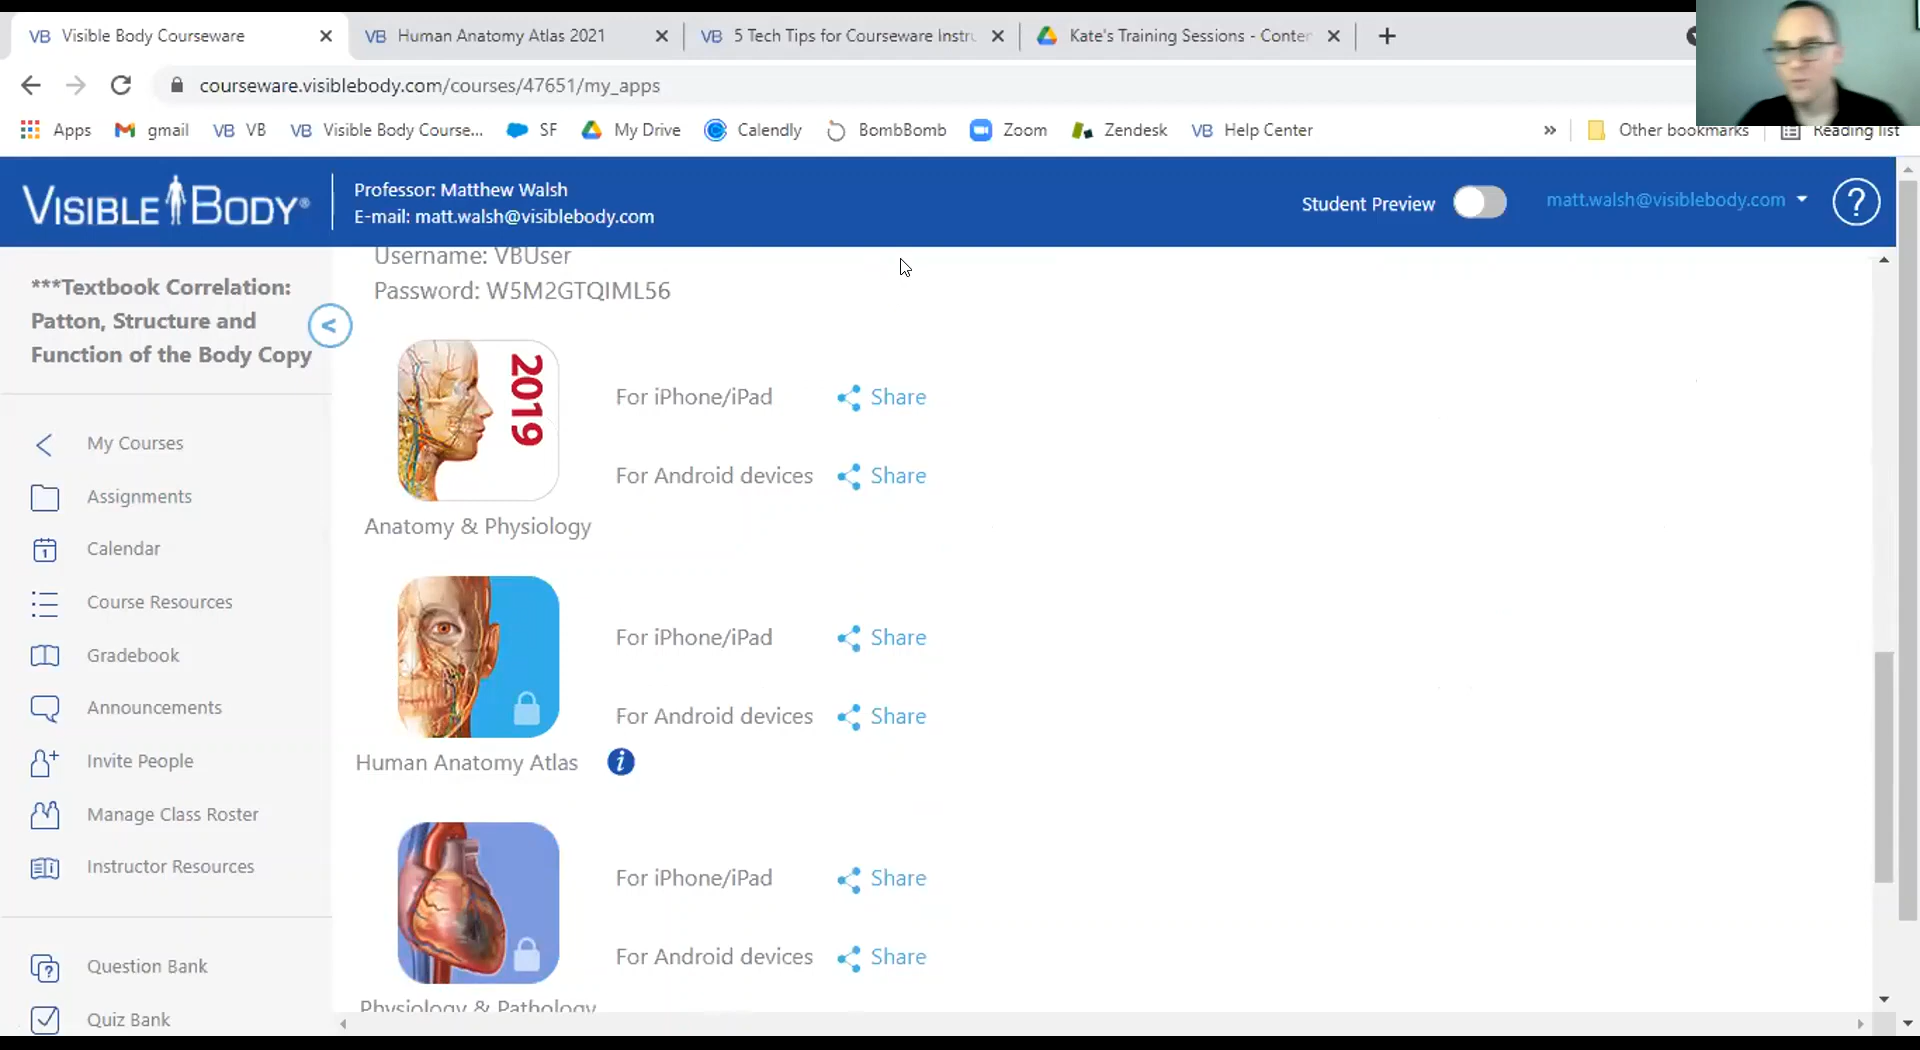 VB Visible Body Courseware
VB Human Anatomy Atlas 2021
VB 5 Tech Tips for Courseware Instru
Kate's Training Sessions - Conten
courseware.visiblebody.com/courses/47651/my_apps
Apps
gmail
VB VB
VB Visible Body Course...
SF
My Drive
Calendly
BombBomb
Zoom
Zendesk
VB Help Center
»
Other bookmarks
Reading list
VISIBLE BODY®
Professor: Matthew Walsh
E-mail: matt.walsh@visiblebody.com
Student Preview
matt.walsh@visiblebody.com
?
***Textbook Correlation:
Patton, Structure and
Function of the Body Copy
<
My Courses
Assignments
1
Calendar
Course Resources
Gradebook
Announcements
Invite People
Manage Class Roster
Instructor Resources
Question Bank
Quiz Bank
Username: VBUser
Password: W5M2GTQIML56
2019
For iPhone/iPad
Share
For Android devices
Share
Anatomy & Physiology
For iPhone/iPad
Share
For Android devices
Share
Human Anatomy Atlas
i
For iPhone/iPad
Share
For Android devices
Share
Physiology & Pathology